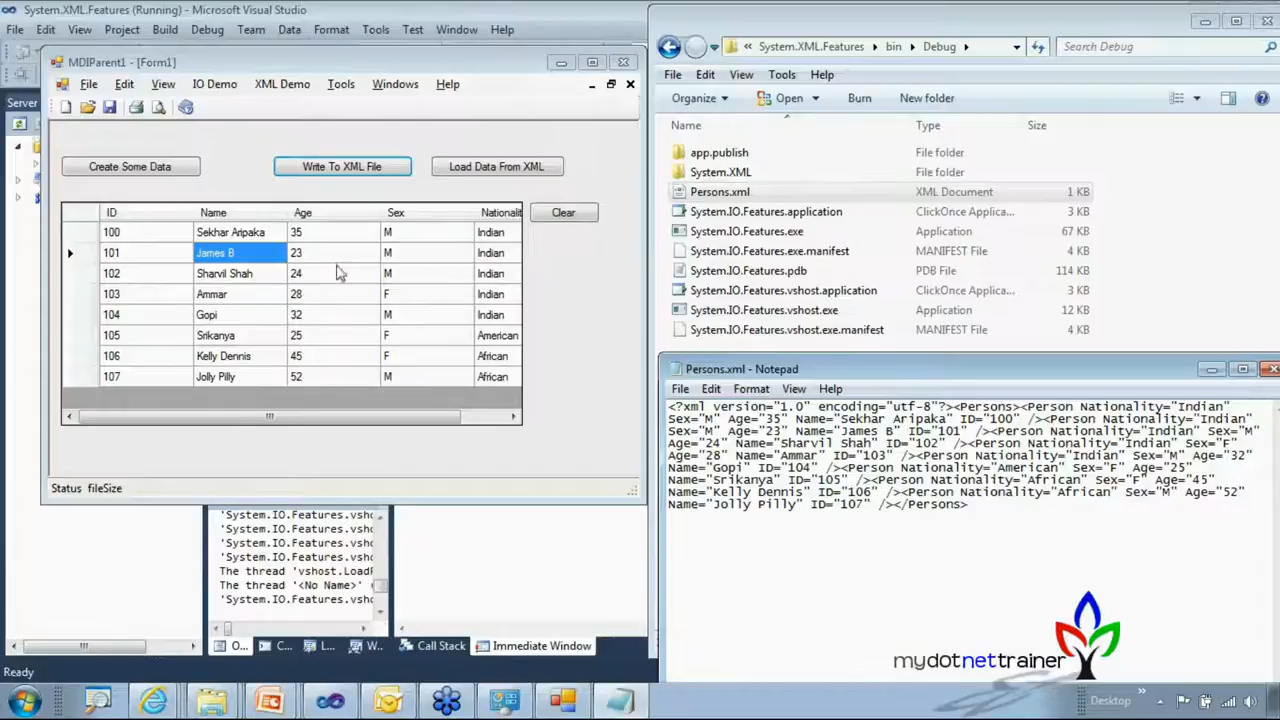 System.XML.Features (Running) - Microsoft Visual Studio
File Edit View Project Build Debug Team Data Format Tools Test Window Help
Server
MDIParent1 - [Form1]
File Edit View IO Demo XML Demo Tools Windows Help
Create Some Data Write To XML File Load Data From XML
Clear
ID Name Age Sex Nationalit
100 Sekhar Aripaka 35 M Indian
101 James B 23 M Indian
102 Sharvil Shah 24 M Indian
103 Ammar 28 F Indian
104 Gopi 32 M Indian
105 Srikanya 25 F American
106 Kelly Dennis 45 F African
107 Jolly Pilly 52 M African
Status fileSize
'System.IO.Features.vsho
'System.IO.Features.vsho
'System.IO.Features.vsho
'System.IO.Features.vsho
The thread 'vshost.LoadF
The thread '<No Name>'
'System.IO.Features.vsho
O... C... L... W... Call Stack Immediate Window
Ready
« System.XML.Features bin Debug Search Debug
File Edit View Tools Help
Organize Open Burn New folder
Name Type Size
app.publish File folder
System.XML File folder
Persons.xml XML Document 1 KB
System.IO.Features.application ClickOnce Applica... 3 KB
System.IO.Features.exe Application 67 KB
System.IO.Features.exe.manifest MANIFEST File 4 KB
System.IO.Features.pdb PDB File 114 KB
System.IO.Features.vshost.application ClickOnce Applica... 3 KB
System.IO.Features.vshost.exe Application 12 KB
System.IO.Features.vshost.exe.manifest MANIFEST File 4 KB
Persons.xml - Notepad
File Edit Format View Help
<?xml version="1.0" encoding="utf-8"?><Persons><Person Nationality="Indian"
Sex="M" Age="35" Name="Sekhar Aripaka" ID="100" /><Person Nationality="Indian"
Sex="M" Age="23" Name="James B" ID="101" /><Person Nationality="Indian" Sex="M"
Age="24" Name="Sharvil Shah" ID="102" /><Person Nationality="Indian" Sex="F"
Age="28" Name="Ammar" ID="103" /><Person Nationality="Indian" Sex="M" Age="32"
Name="Gopi" ID="104" /><Person Nationality="American" Sex="F" Age="25"
Name="Srikanya" ID="105" /><Person Nationality="African" Sex="F" Age="45"
Name="Kelly Dennis" ID="106" /><Person Nationality="African" Sex="M" Age="52"
Name="Jolly Pilly" ID="107" /></Persons>
mydotnettrainer
Desktop